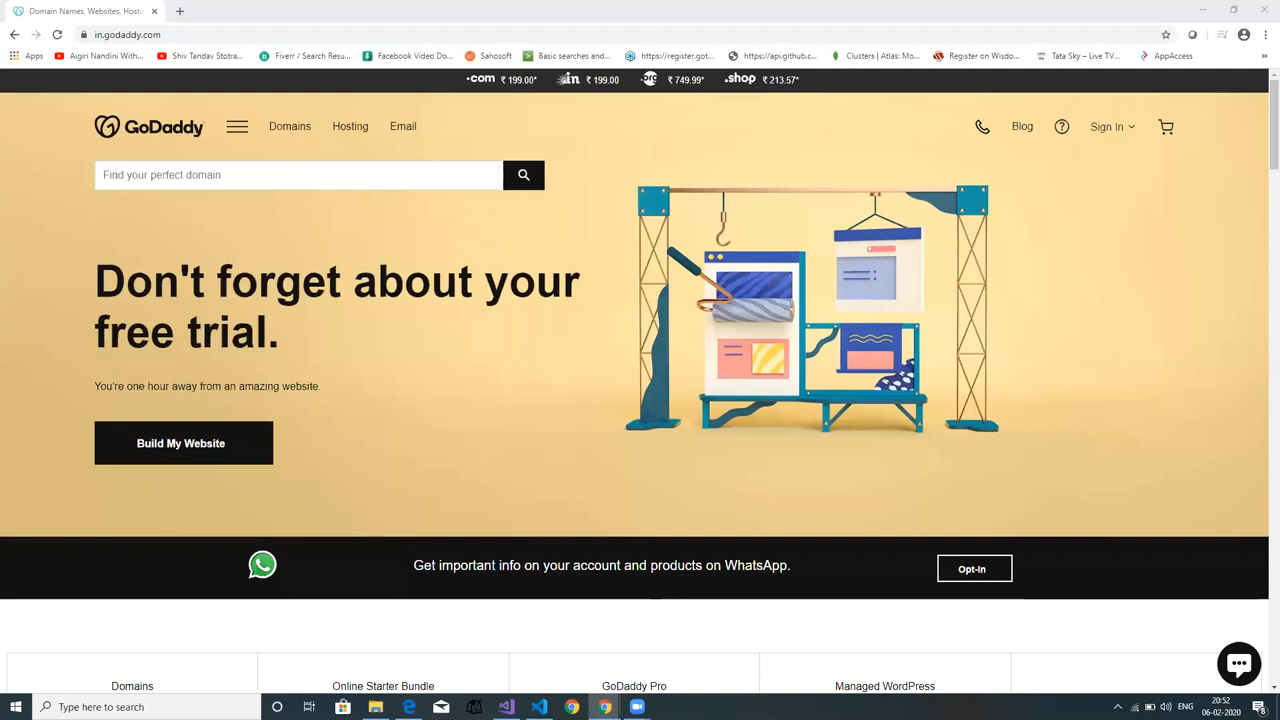 Domain Names, Websites, Hosti
in.godaddy.com
Apps
Aigiri Nandini With...
Shiv Tandav Stotra...
Fiverr / Search Resu...
Facebook Video Do...
Sahosoft
Basic searches and...
https://register.got...
https://api.github.c...
Clusters | Atlas: Mo...
Register on Wisdo...
Tata Sky – Live TV...
AppAccess
.com ₹ 199.00*
.in ₹ 199.00
.org ₹ 749.99*
.shop ₹ 213.57*
GoDaddy
Domains
Hosting
Email
Blog
Sign In
Find your perfect domain
Don't forget about your
free trial.
You're one hour away from an amazing website.
Build My Website
Get important info on your account and products on WhatsApp.
Opt-In
Domains
Online Starter Bundle
GoDaddy Pro
Managed WordPress
Type here to search
ENG
20:52
06-02-2020
8